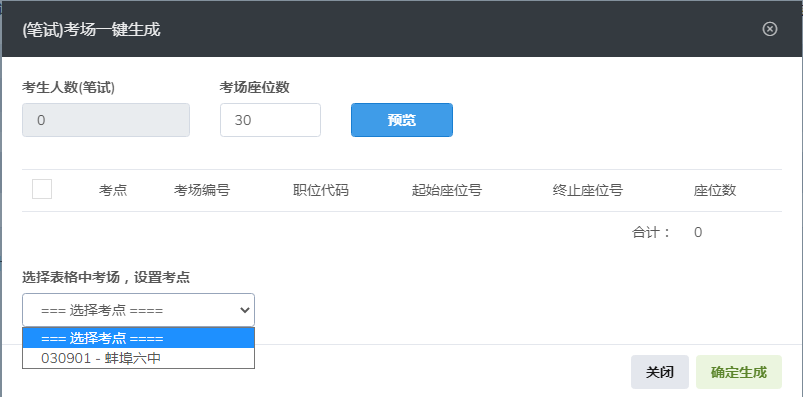 (笔试)考场一键生成
考生人数(笔试) 考场座位数
0 30 预览
考点 考场编号 职位代码 起始座位号 终止座位号 座位数
合计： 0
选择表格中考场，设置考点
=== 选择考点 ====
=== 选择考点 ====
030901 - 蚌埠六中
关闭 确定生成